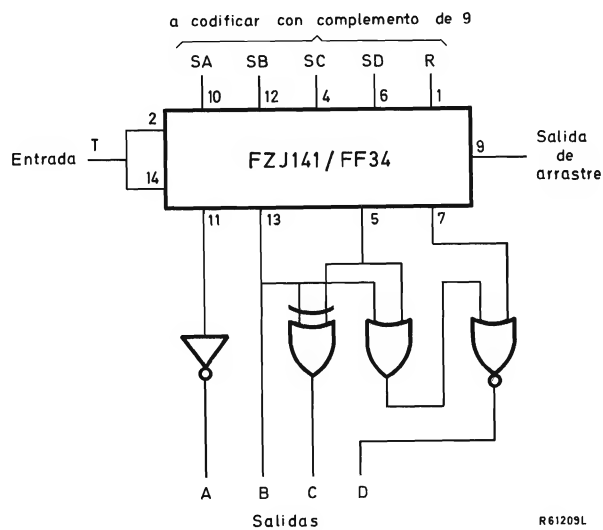 a codificar con complemento de 9
SA SB SC SD R
10 12 4 6 1
2
Entrada T
14
FZJ141/FF34
9
Salida
de
arrastre
11 13 5 7
A B C D
Salidas
R61209L